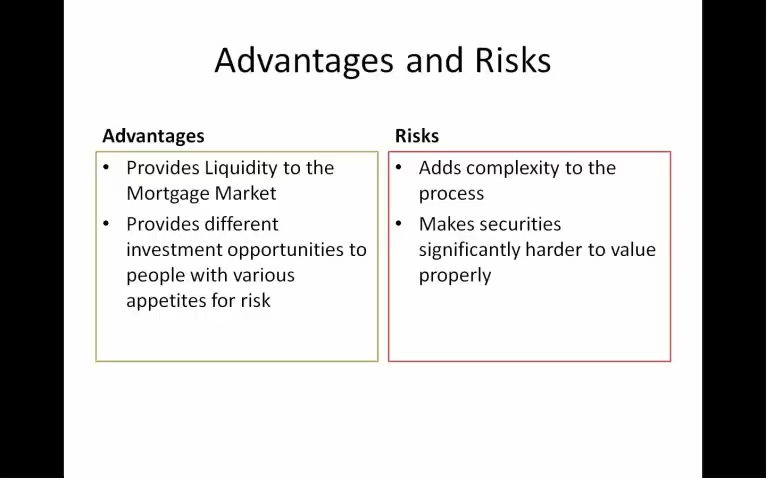 Advantages and Risks
Advantages
• Provides Liquidity to the
Mortgage Market
• Provides different
investment opportunities to
people with various
appetites for risk
Risks
• Adds complexity to the
process
• Makes securities
significantly harder to value
properly